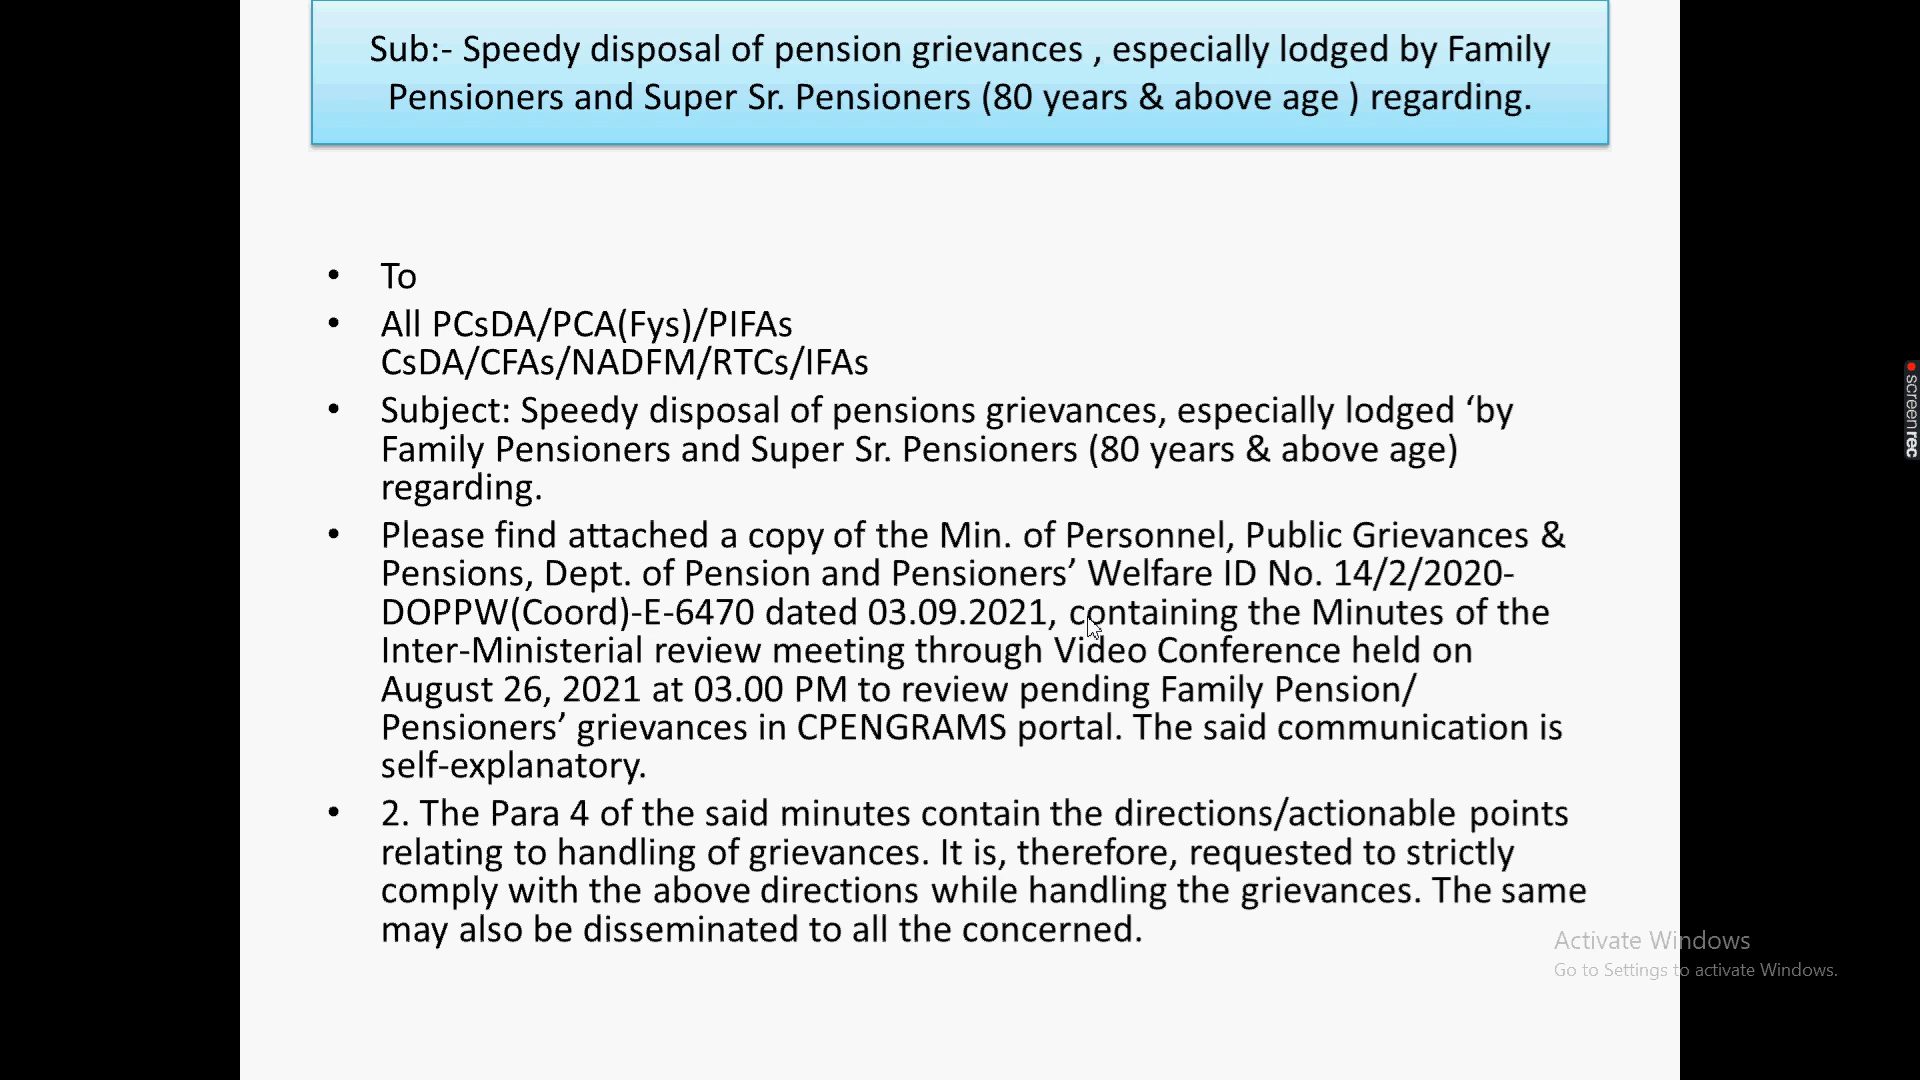 Sub:- Speedy disposal of pension grievances , especially lodged by Family
Pensioners and Super Sr. Pensioners (80 years & above age ) regarding.
• To
• All PCsDA/PCA(Fys)/PIFAs
CsDA/CFAs/NADFM/RTCs/IFAs
• Subject: Speedy disposal of pensions grievances, especially lodged ‘by
Family Pensioners and Super Sr. Pensioners (80 years & above age)
regarding.
• Please find attached a copy of the Min. of Personnel, Public Grievances &
Pensions, Dept. of Pension and Pensioners’ Welfare ID No. 14/2/2020-
DOPPW(Coord)-E-6470 dated 03.09.2021, containing the Minutes of the
Inter-Ministerial review meeting through Video Conference held on
August 26, 2021 at 03.00 PM to review pending Family Pension/
Pensioners’ grievances in CPENGRAMS portal. The said communication is
self-explanatory.
• 2. The Para 4 of the said minutes contain the directions/actionable points
relating to handling of grievances. It is, therefore, requested to strictly
comply with the above directions while handling the grievances. The same
may also be disseminated to all the concerned.
Activate Windows
Go to Settings to activate Windows.
screenrec